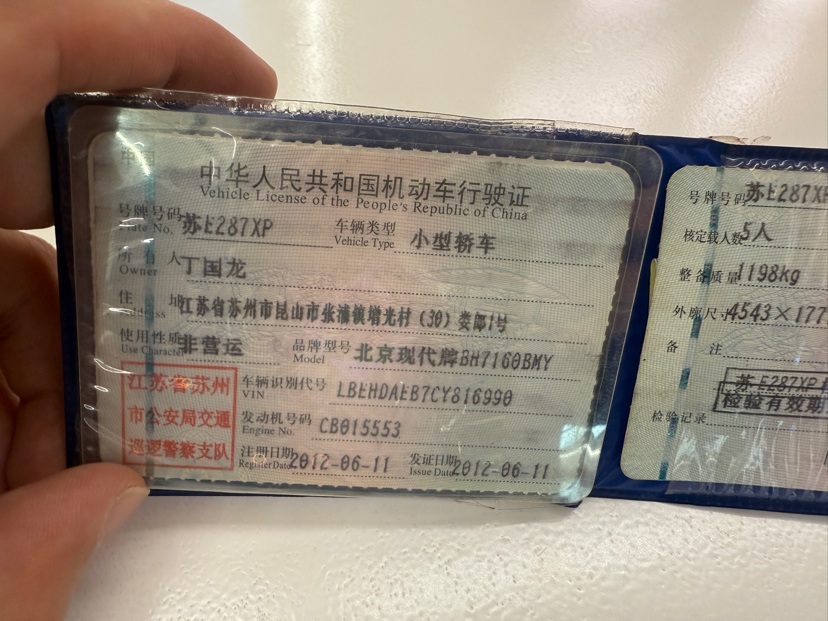 中华人民共和国机动车行驶证
Vehicle License of the People's Republic of China
号牌号码 苏E287XP 车辆类型 小型轿车
Plate No. Vehicle Type
所有人 丁国龙
Owner
住址 江苏省苏州市昆山市张浦镇增光村(30)娄郎1号
Address
使用性质 非营运 品牌型号 北京现代牌BH7160BMY
Use Character Model
江苏省苏州
市公安局交通
巡逻警察支队
车辆识别代号 LBEHDAEB7CY816990
VIN
发动机号码 CB015553
Engine No.
注册日期 2012-06-11 发证日期 2012-06-11
Register Date Issue Date
号牌号码 苏E287XP
核定载人数 5人
整备质量 1198kg
外廓尺寸 4543×177
备注
苏E287XP
检验有效期
检验记录